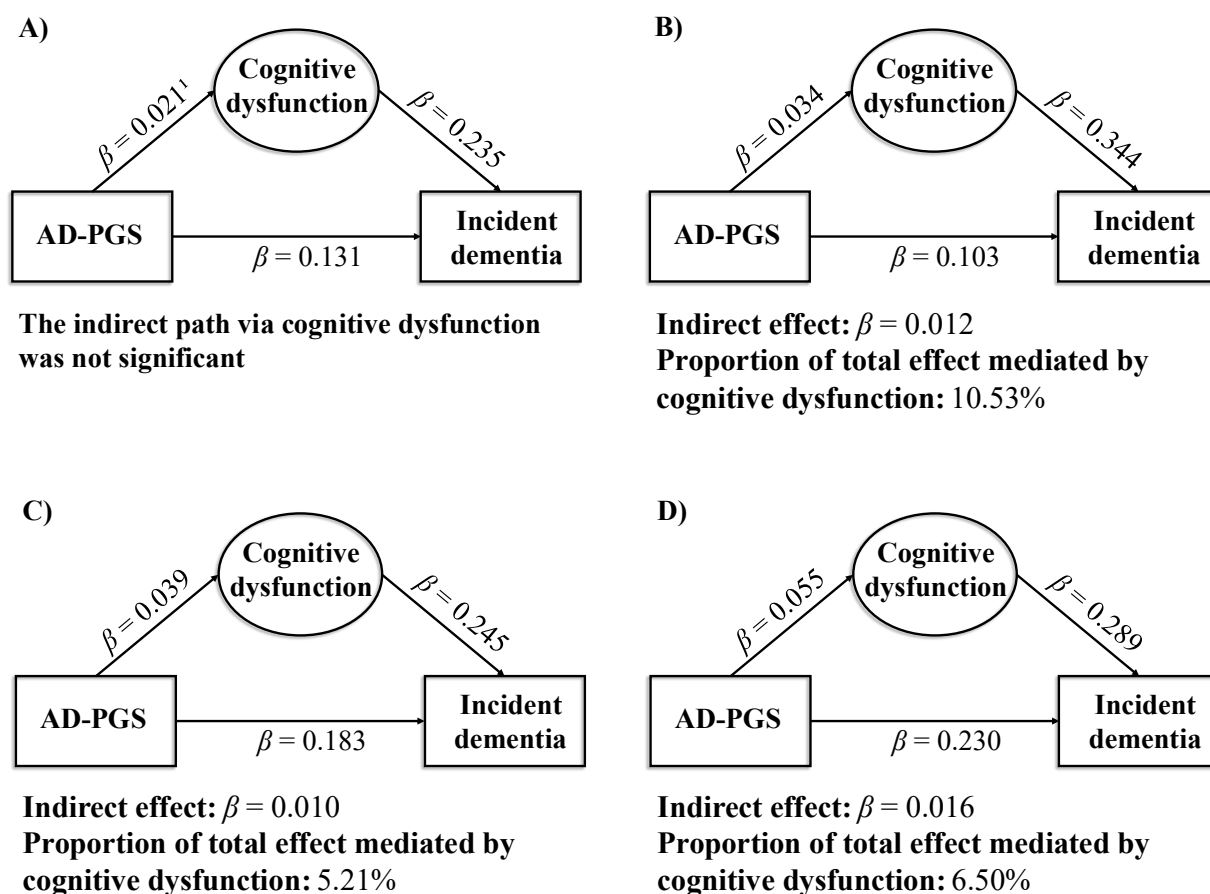 A)
Cognitive
dysfunction
β = 0.021¹
β = 0.235
AD-PGS
Incident
dementia
β = 0.131
The indirect path via cognitive dysfunction
was not significant
B)
Cognitive
dysfunction
β = 0.034
β = 0.344
AD-PGS
Incident
dementia
β = 0.103
Indirect effect: β = 0.012
Proportion of total effect mediated by
cognitive dysfunction: 10.53%
C)
Cognitive
dysfunction
β = 0.039
β = 0.245
AD-PGS
Incident
dementia
β = 0.183
Indirect effect: β = 0.010
Proportion of total effect mediated by
cognitive dysfunction: 5.21%
D)
Cognitive
dysfunction
β = 0.055
β = 0.289
AD-PGS
Incident
dementia
β = 0.230
Indirect effect: β = 0.016
Proportion of total effect mediated by
cognitive dysfunction: 6.50%